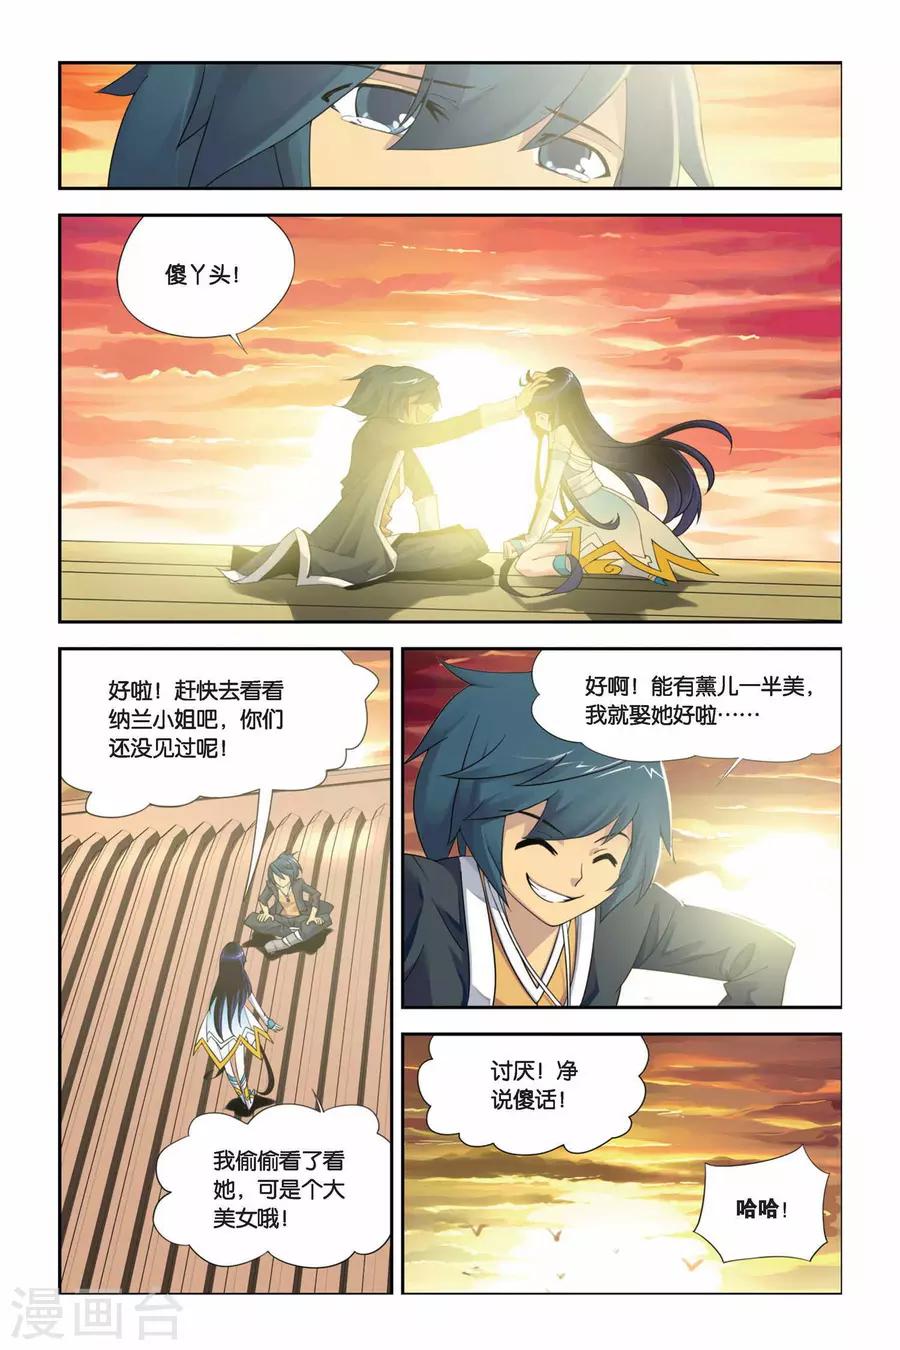 傻丫头！
好啦！赶快去看看
纳兰小姐吧，你们
还没见过呢！
我偷偷看了看
她，可是个大
美女哦！
好啊！能有薰儿一半美，
我就娶她好啦……
讨厌！净
说傻话！
哈哈！
漫画台